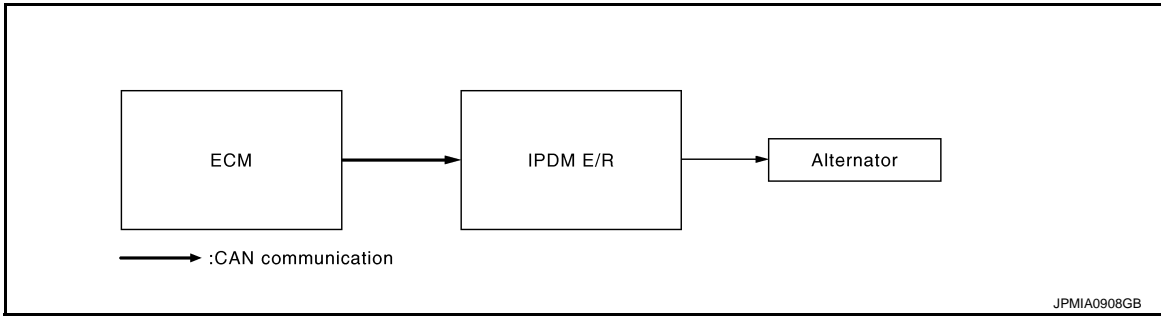 ECM
IPDM E/R
Alternator
:CAN communication
JPMIA0908GB